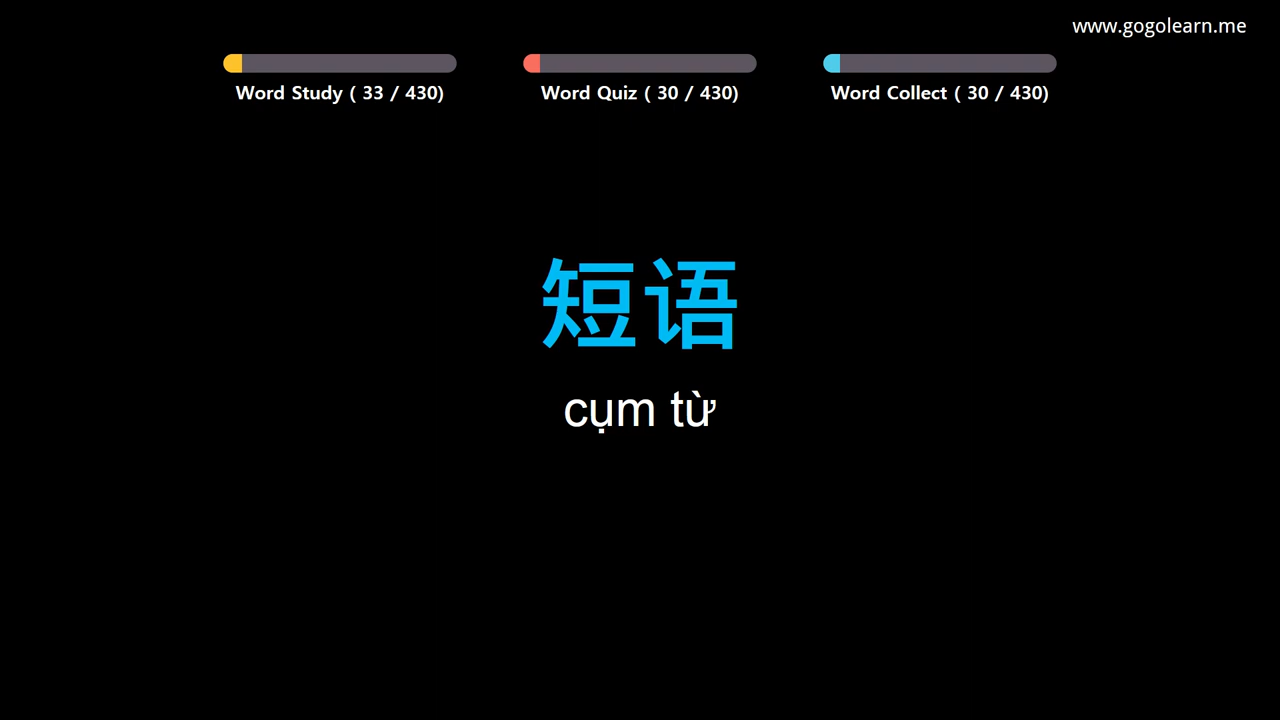 www.gogolearn.me
Word Study ( 33 / 430)
Word Quiz ( 30 / 430)
Word Collect ( 30 / 430)
短语
cụm từ